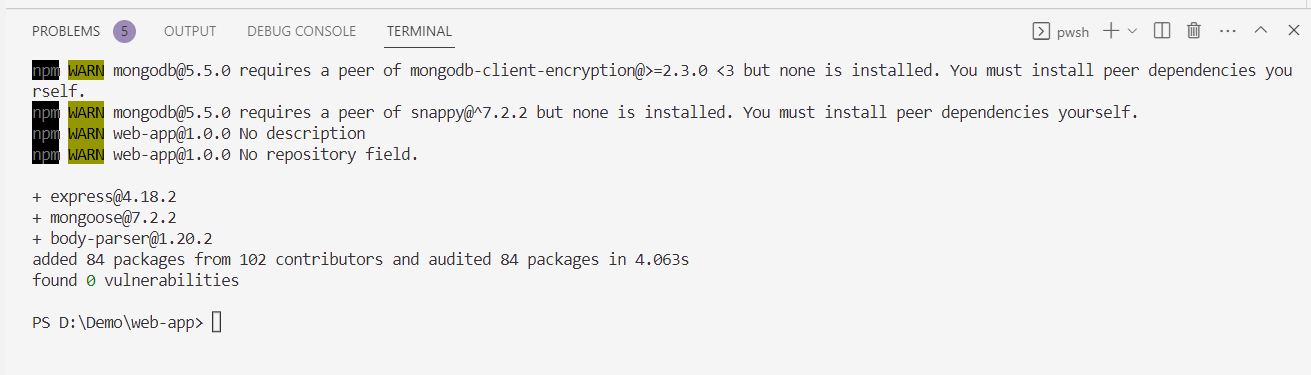 PROBLEMS 5 OUTPUT DEBUG CONSOLE TERMINAL pwsh
npm WARN mongodb@5.5.0 requires a peer of mongodb-client-encryption@>=2.3.0 <3 but none is installed. You must install peer dependencies you
rself.
npm WARN mongodb@5.5.0 requires a peer of snappy@^7.2.2 but none is installed. You must install peer dependencies yourself.
npm WARN web-app@1.0.0 No description
npm WARN web-app@1.0.0 No repository field.
+ express@4.18.2
+ mongoose@7.2.2
+ body-parser@1.20.2
added 84 packages from 102 contributors and audited 84 packages in 4.063s
found 0 vulnerabilities
PS D:\Demo\web-app>